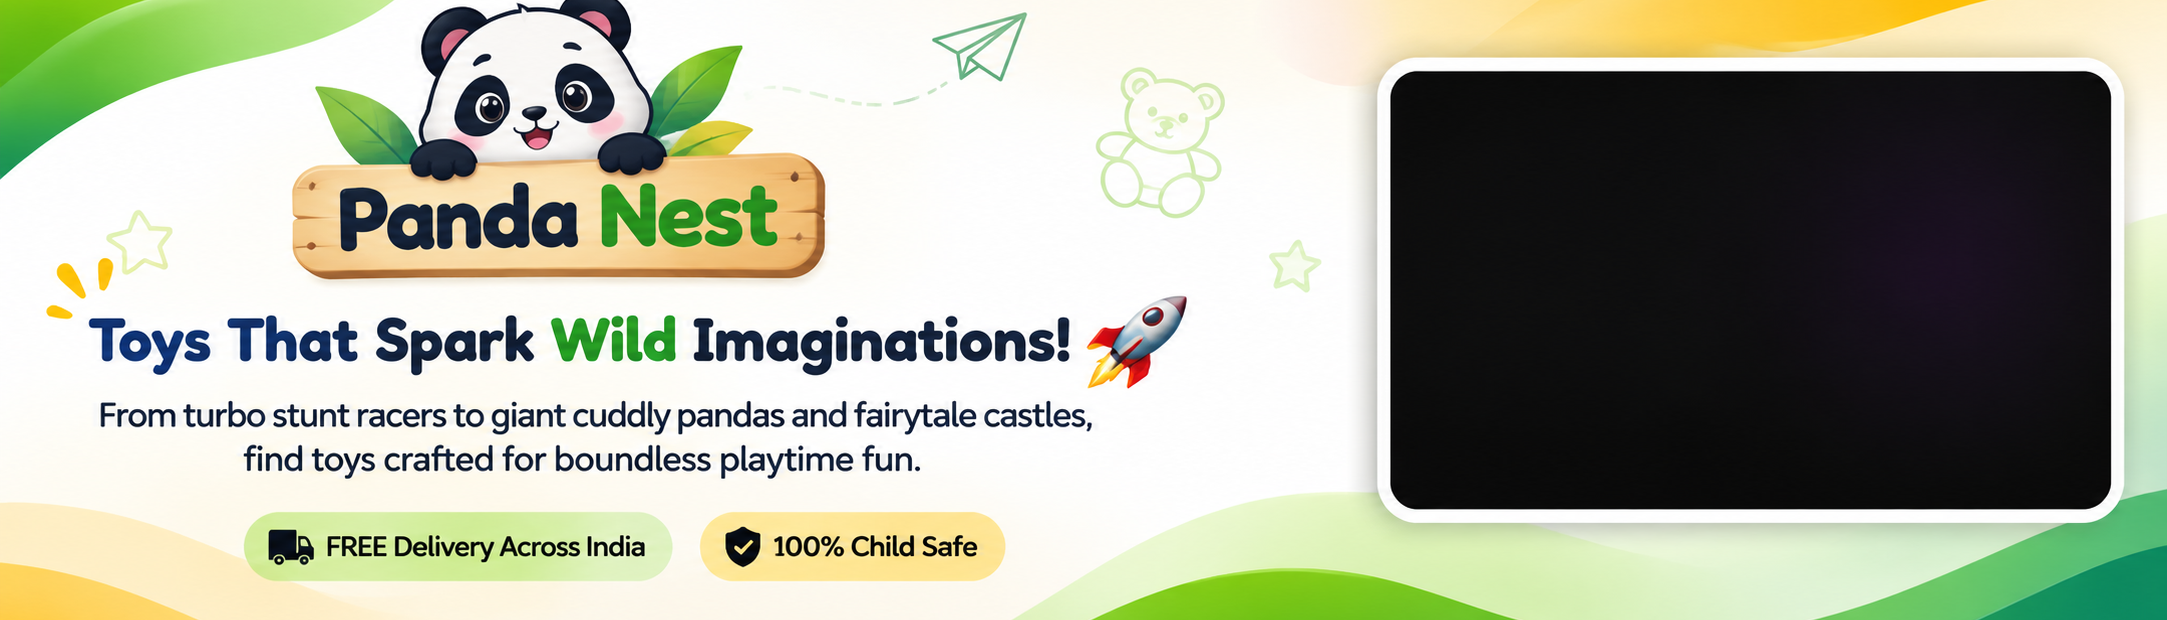 Panda Nest
Toys That Spark Wild Imaginations!
From turbo stunt racers to giant cuddly pandas and fairytale castles,
find toys crafted for boundless playtime fun.
FREE Delivery Across India
100% Child Safe